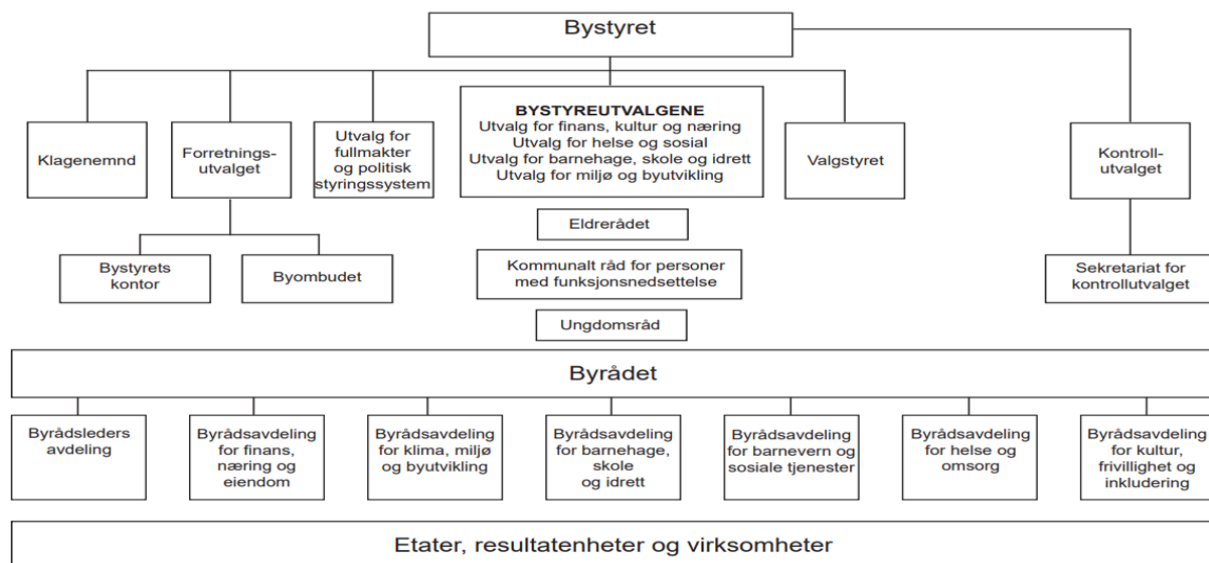 Bystyret
Klagenemnd
Forretnings-
utvalget
Utvalg for
fullmakter
og politisk
styringssystem
BYSTYREUTVALGENE
Utvalg for finans, kultur og næring
Utvalg for helse og sosial
Utvalg for barnehage, skole og idrett
Utvalg for miljø og byutvikling
Valgstyret
Kontroll-
utvalget
Eldrerådet
Bystyrets
kontor
Byombudet
Kommunalt råd for personer
med funksjonsnedsettelse
Sekretariat for
kontrollutvalget
Ungdomsråd
Byrådet
Byrådsleders
avdeling
Byrådsavdeling
for finans,
næring og
eiendom
Byrådsavdeling
for klima, miljø
og byutvikling
Byrådsavdeling
for barnehage,
skole
og idrett
Byrådsavdeling
for barnevern og
sosiale tjenester
Byrådsavdeling
for helse og
omsorg
Byrådsavdeling
for kultur,
frivillighet og
inkludering
Etater, resultatenheter og virksomheter